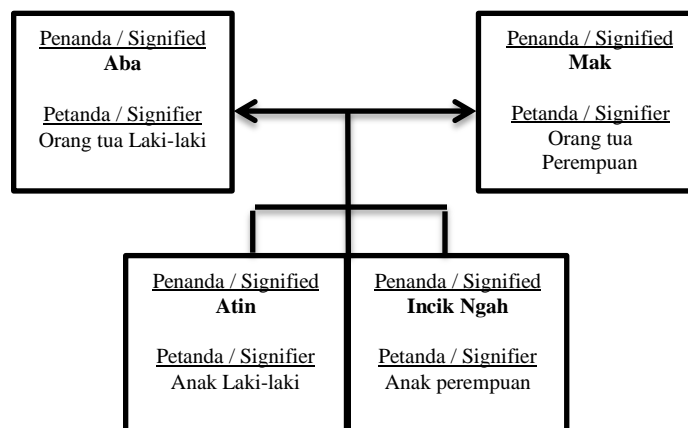 Penanda / Signified
Aba
Petanda / Signifier
Orang tua Laki-laki
Penanda / Signified
Mak
Petanda / Signifier
Orang tua
Perempuan
Penanda / Signified
Atin
Petanda / Signifier
Anak Laki-laki
Penanda / Signified
Incik Ngah
Petanda / Signifier
Anak perempuan